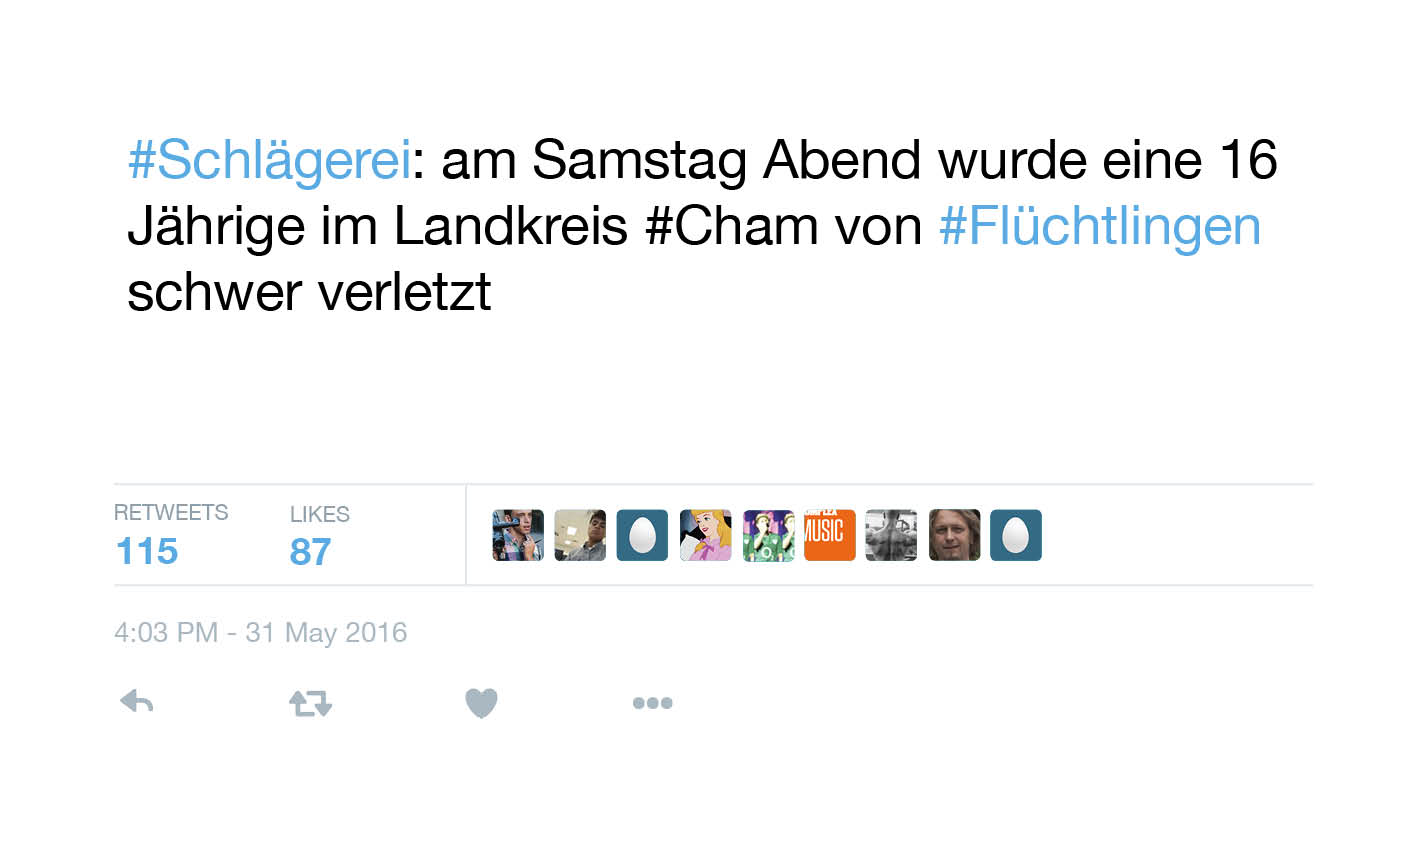 #Schlägerei: am Samstag Abend wurde eine 16
Jährige im Landkreis #Cham von #Flüchtlingen
schwer verletzt
RETWEETS LIKES
115 87
MUSIC
4:03 PM - 31 May 2016